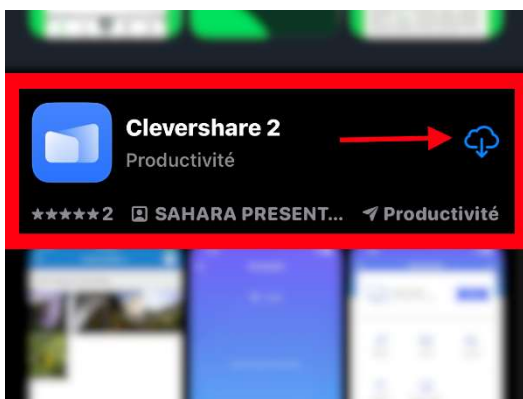 Clevershare 2
Productivité
★★★★★ 2 SAHARA PRESENT... Productivité